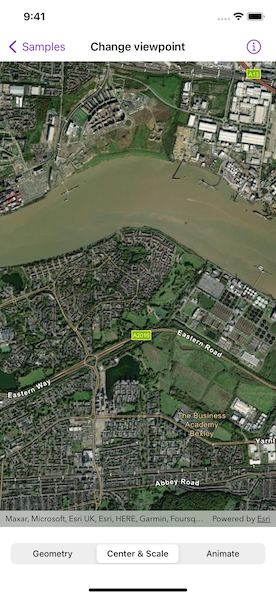 9:41
Samples
Change viewpoint
A13
A2016
Eastern Road
Eastern Way
The Business
Academy
Bexley
Yarnl
Abbey Road
Maxar, Microsoft, Esri UK, Esri, HERE, Garmin, Foursq...
Powered by Esri
Geometry
Center & Scale
Animate